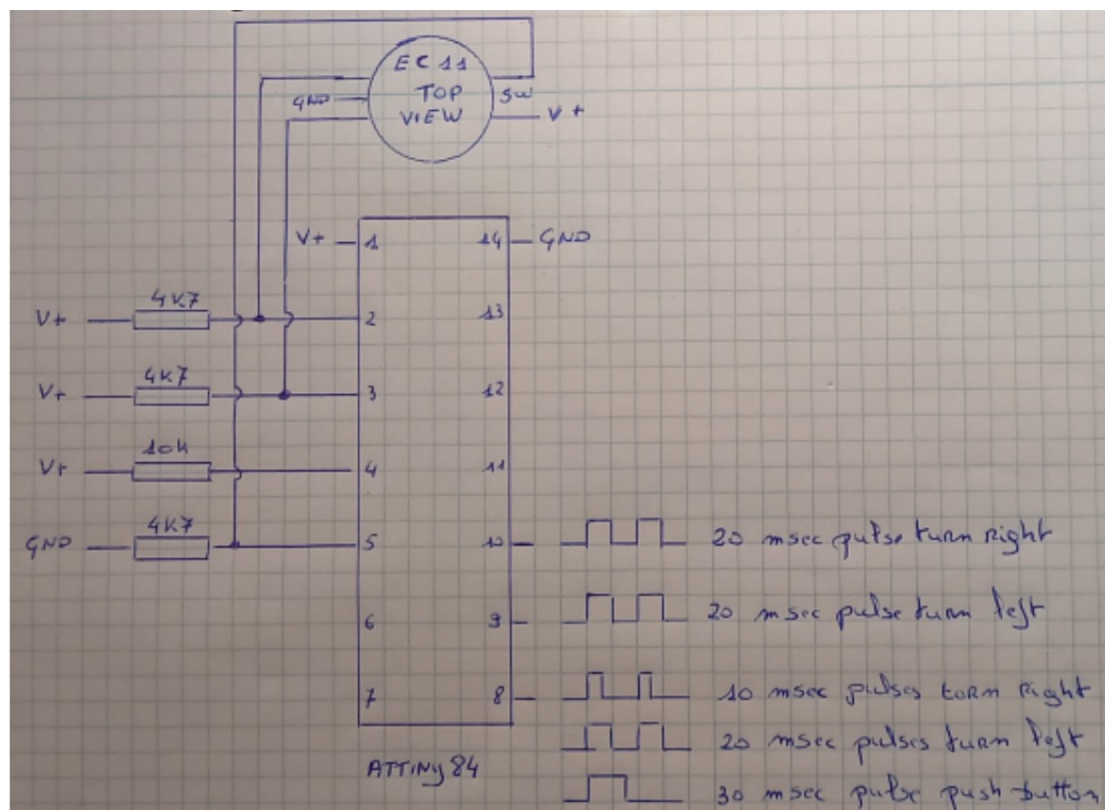 EC 11
GND TOP SW
VIEW V+
V+ 1 14 GND
4K7
V+ 2 13
4K7
V+ 3 12
10K
V+ 4 11
4K7
GND 5 10 20 msec pulse turn right
6 9 20 msec pulse turn left
7 8 10 msec pulses torn right
20 msec pulses turn left
ATTiny 84
30 msec pulse push button